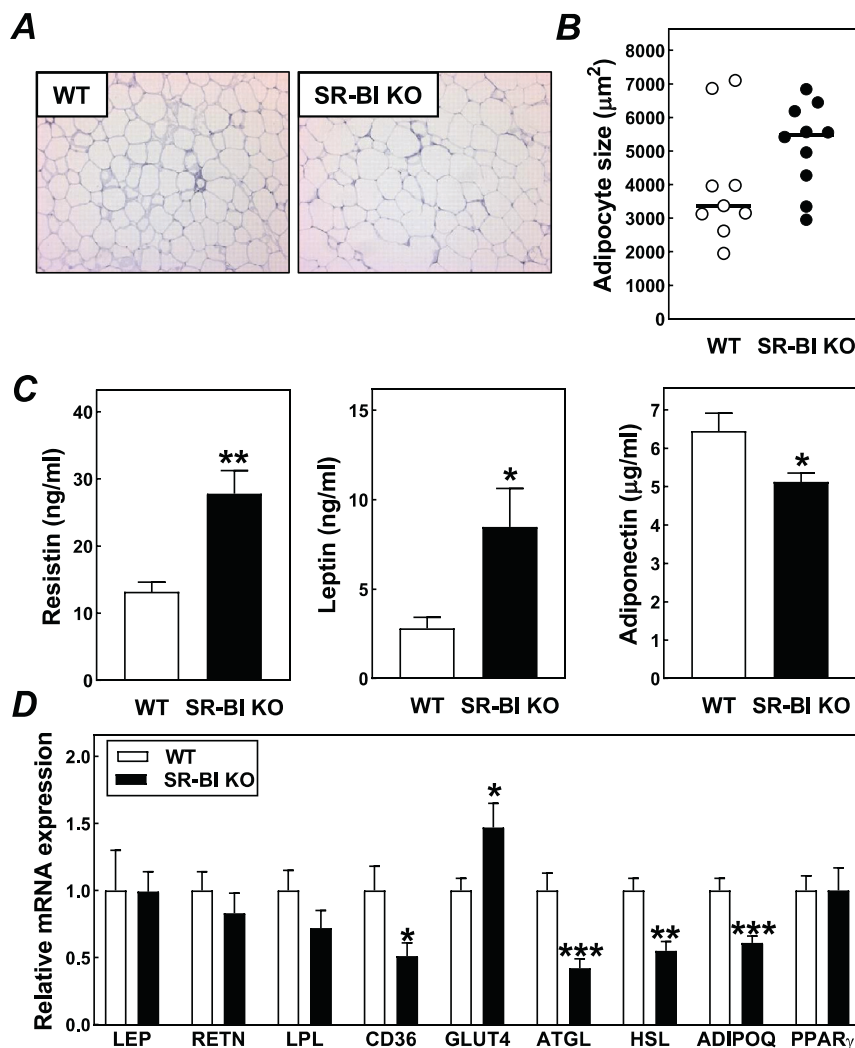 A
WT
SR-BI KO
B
Adipocyte size (μm²)
8000
7000
6000
5000
4000
3000
2000
1000
0
WT SR-BI KO
C
Resistin (ng/ml)
40
30
20
10
0
**
WT SR-BI KO
Leptin (ng/ml)
15
10
5
0
*
WT SR-BI KO
Adiponectin (μg/ml)
7
6
5
4
3
2
1
0
*
WT SR-BI KO
D
Relative mRNA expression
2.0
1.5
1.0
0.5
0.0
WT
SR-BI KO
* * *** ** ***
LEP RETN LPL CD36 GLUT4 ATGL HSL ADIPOQ PPARγ